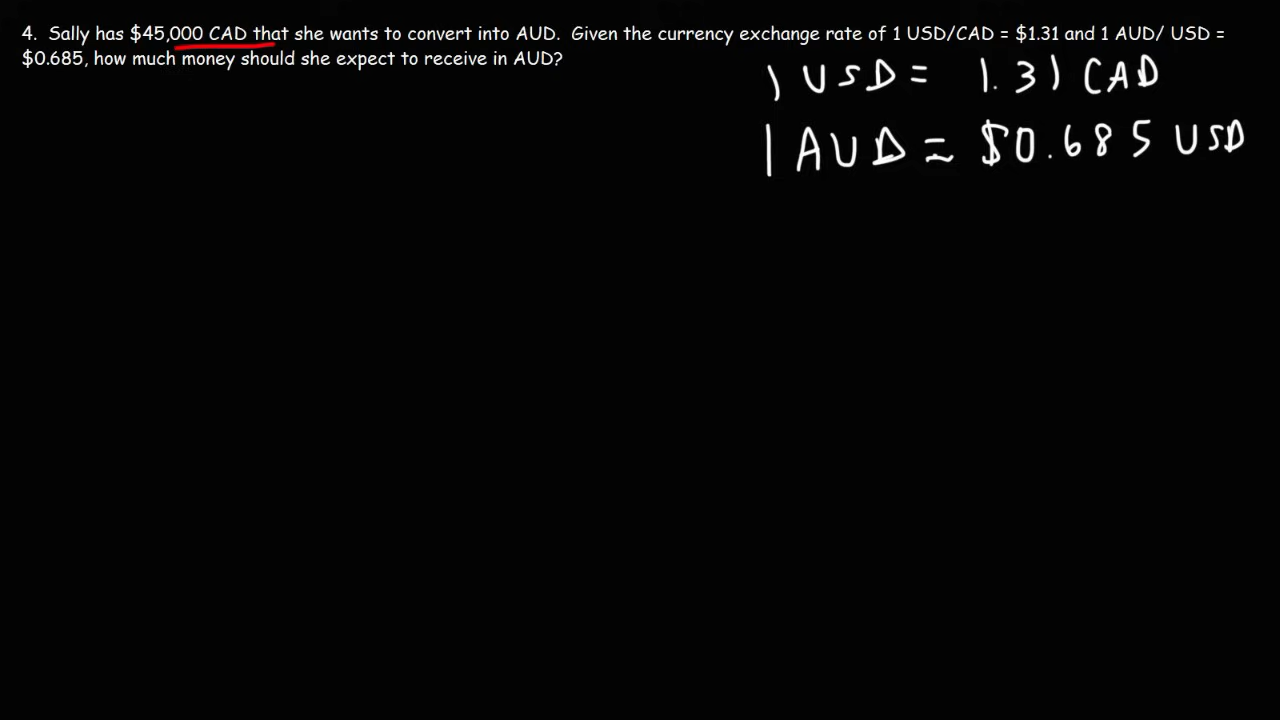 4. Sally has $45,000 CAD that she wants to convert into AUD. Given the currency exchange rate of 1 USD/CAD = $1.31 and 1 AUD/ USD =
$0.685, how much money should she expect to receive in AUD?
1 USD = 1.31 CAD
1 AUD = $0.685 USD